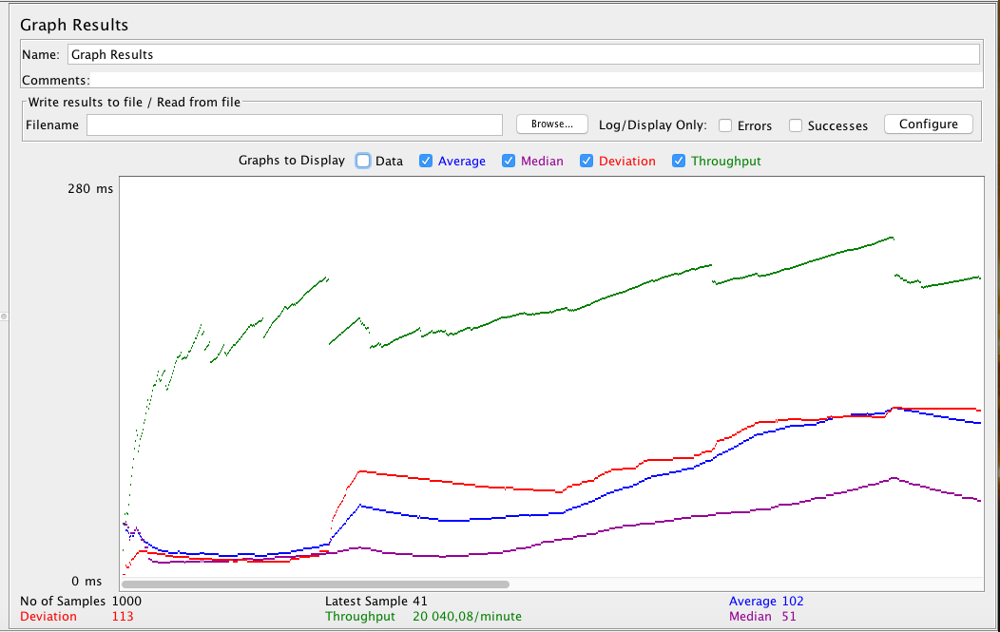 Graph Results
Name: Graph Results
Comments:
Write results to file / Read from file
Filename Browse... Log/Display Only: Errors Successes Configure
Graphs to Display Data Average Median Deviation Throughput
280 ms
0 ms
No of Samples 1000 Latest Sample 41 Average 102
Deviation 113 Throughput 20 040,08/minute Median 51